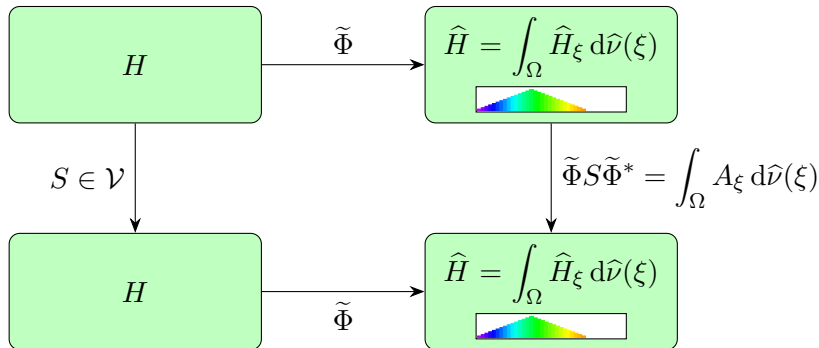 H
Φ̃
Ĥ = ∫_Ω Ĥ_ξ dν̂(ξ)
S ∈ 𝒱
Φ̃SΦ̃* = ∫_Ω A_ξ dν̂(ξ)
H
Φ̃
Ĥ = ∫_Ω Ĥ_ξ dν̂(ξ)